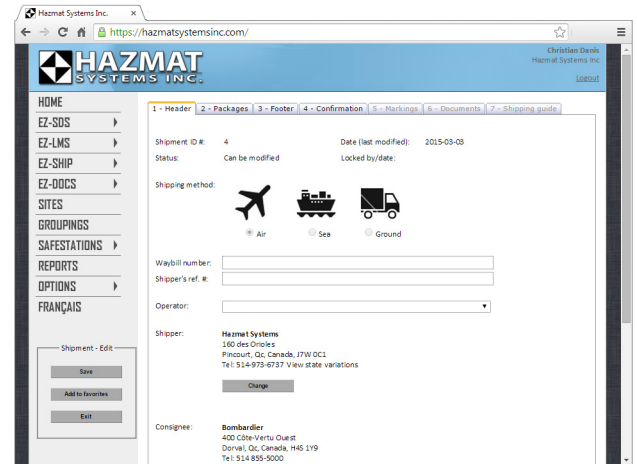 Hazmat Systems Inc.
https://hazmatsystemsinc.com/
HAZMAT
SYSTEMS INC.
Christian Danis
Hazmat Systems Inc
Logout
HOME
EZ-SDS
EZ-LMS
EZ-SHIP
EZ-DOCS
SITES
GROUPINGS
SAFESTATIONS
REPORTS
OPTIONS
FRANÇAIS
Shipment - Edit
Save
Add to favorites
Exit
1 - Header 2 - Packages 3 - Footer 4 - Confirmation 5 - Markings 6 - Documents 7 - Shipping guide
Shipment ID #: 4 Date (last modified): 2015-03-03
Status: Can be modified Locked by/date:
Shipping method:
Air Sea Ground
Waybill number:
Shipper's ref. #:
Operator:
Shipper: Hazmat Systems
160 des Orioles
Pincourt, Qc, Canada, J7W 0C1
Tel: 514-973-6737 View state variations
Change
Consignee: Bombardier
400 Côte-Vertu Ouest
Dorval, Qc, Canada, H4S 1Y9
Tel: 514 855-5000